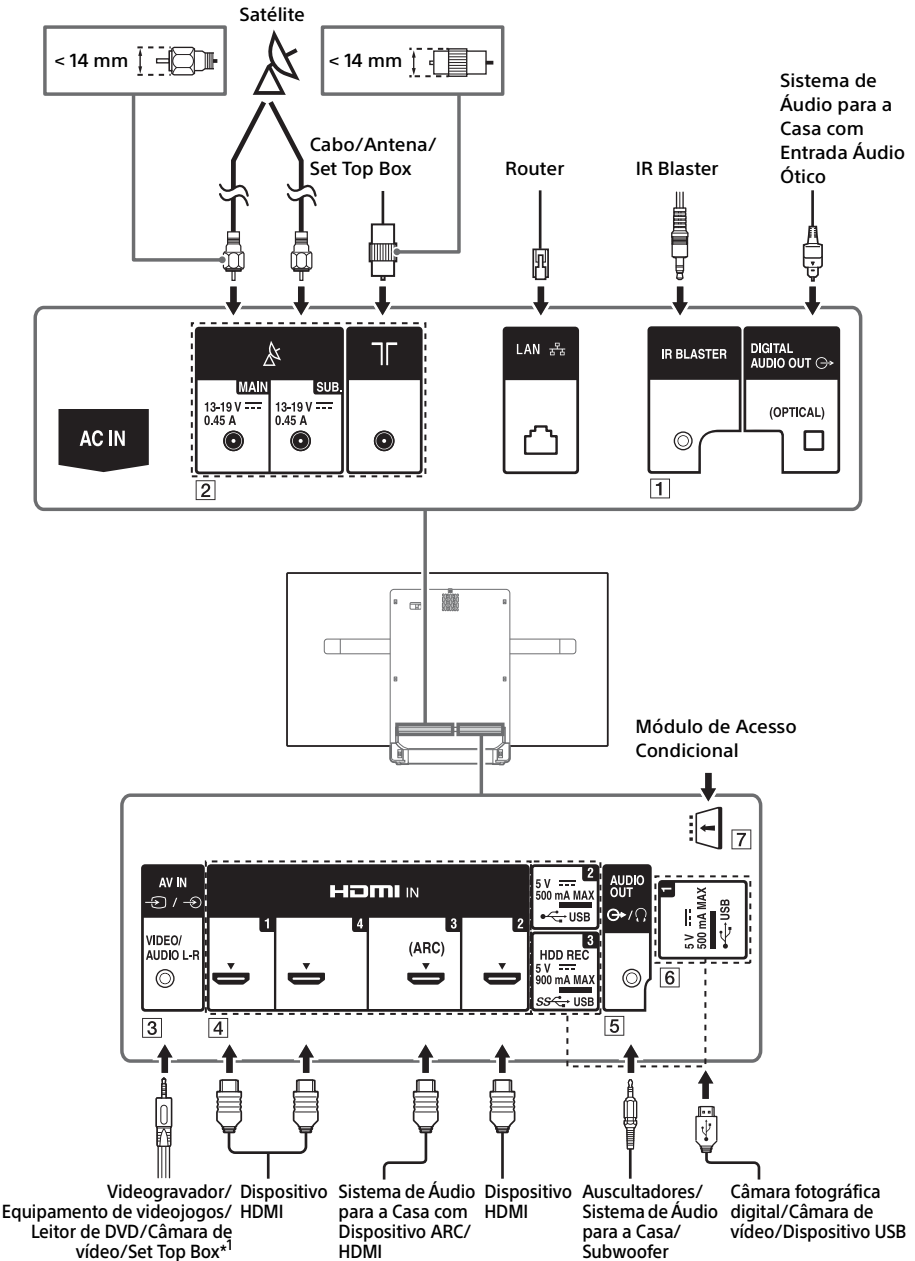 Satélite
< 14 mm
< 14 mm
Cabo/Antena/
Set Top Box
Router
IR Blaster
Sistema de
Áudio para a
Casa com
Entrada Áudio
Ótico
AC IN
MAIN
13-19 V
0.45 A
SUB.
13-19 V
0.45 A
2
LAN
IR BLASTER
1
DIGITAL
AUDIO OUT
(OPTICAL)
Módulo de Acesso
Condicional
7
AV IN
/
VIDEO/
AUDIO L-R
3
HDMI IN
1
4
3
(ARC)
2
4
2
5 V
500 mA MAX
USB
3
HDD REC
5 V
900 mA MAX
SS USB
AUDIO
OUT
/
5
1
5 V
500 mA MAX
USB
6
Videogravador/
Equipamento de videojogos/
Leitor de DVD/Câmara de
vídeo/Set Top Box*1
Dispositivo
HDMI
Sistema de Áudio
para a Casa com
Dispositivo ARC/
HDMI
Dispositivo
HDMI
Auscultadores/
Sistema de Áudio
para a Casa/
Subwoofer
Câmara fotográfica
digital/Câmara de
vídeo/Dispositivo USB